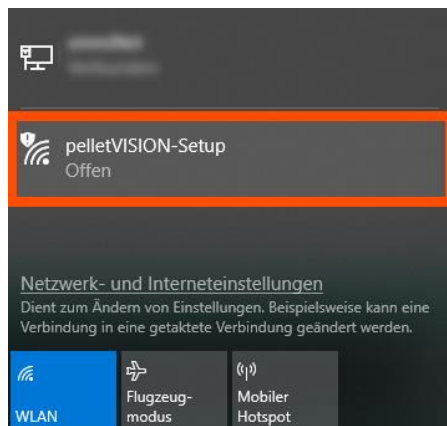 pelletVISION-Setup
Offen
Netzwerk- und Interneteinstellungen
Dient zum Ändern von Einstellungen. Beispielsweise kann eine
Verbindung in eine getaktete Verbindung geändert werden.
WLAN
Flugzeug-
modus
Mobiler
Hotspot